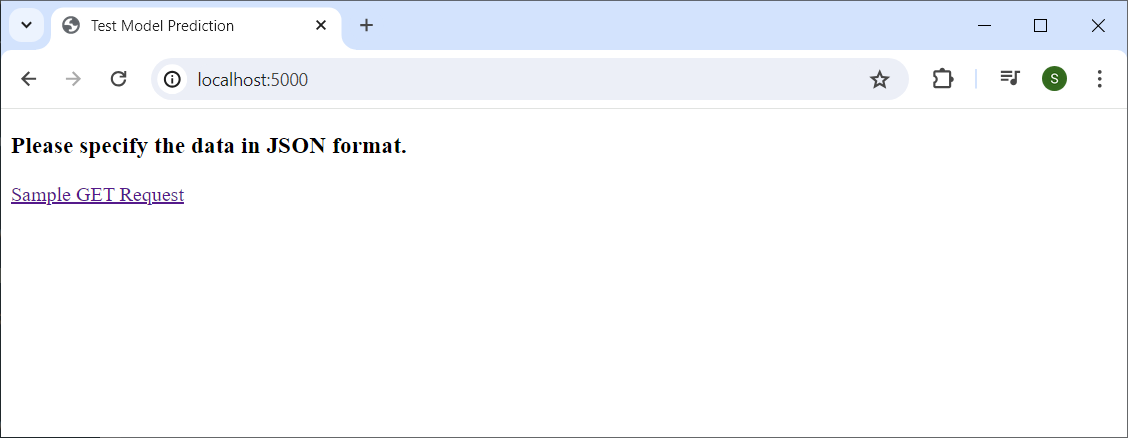 Test Model Prediction
localhost:5000
S
Please specify the data in JSON format.
Sample GET Request